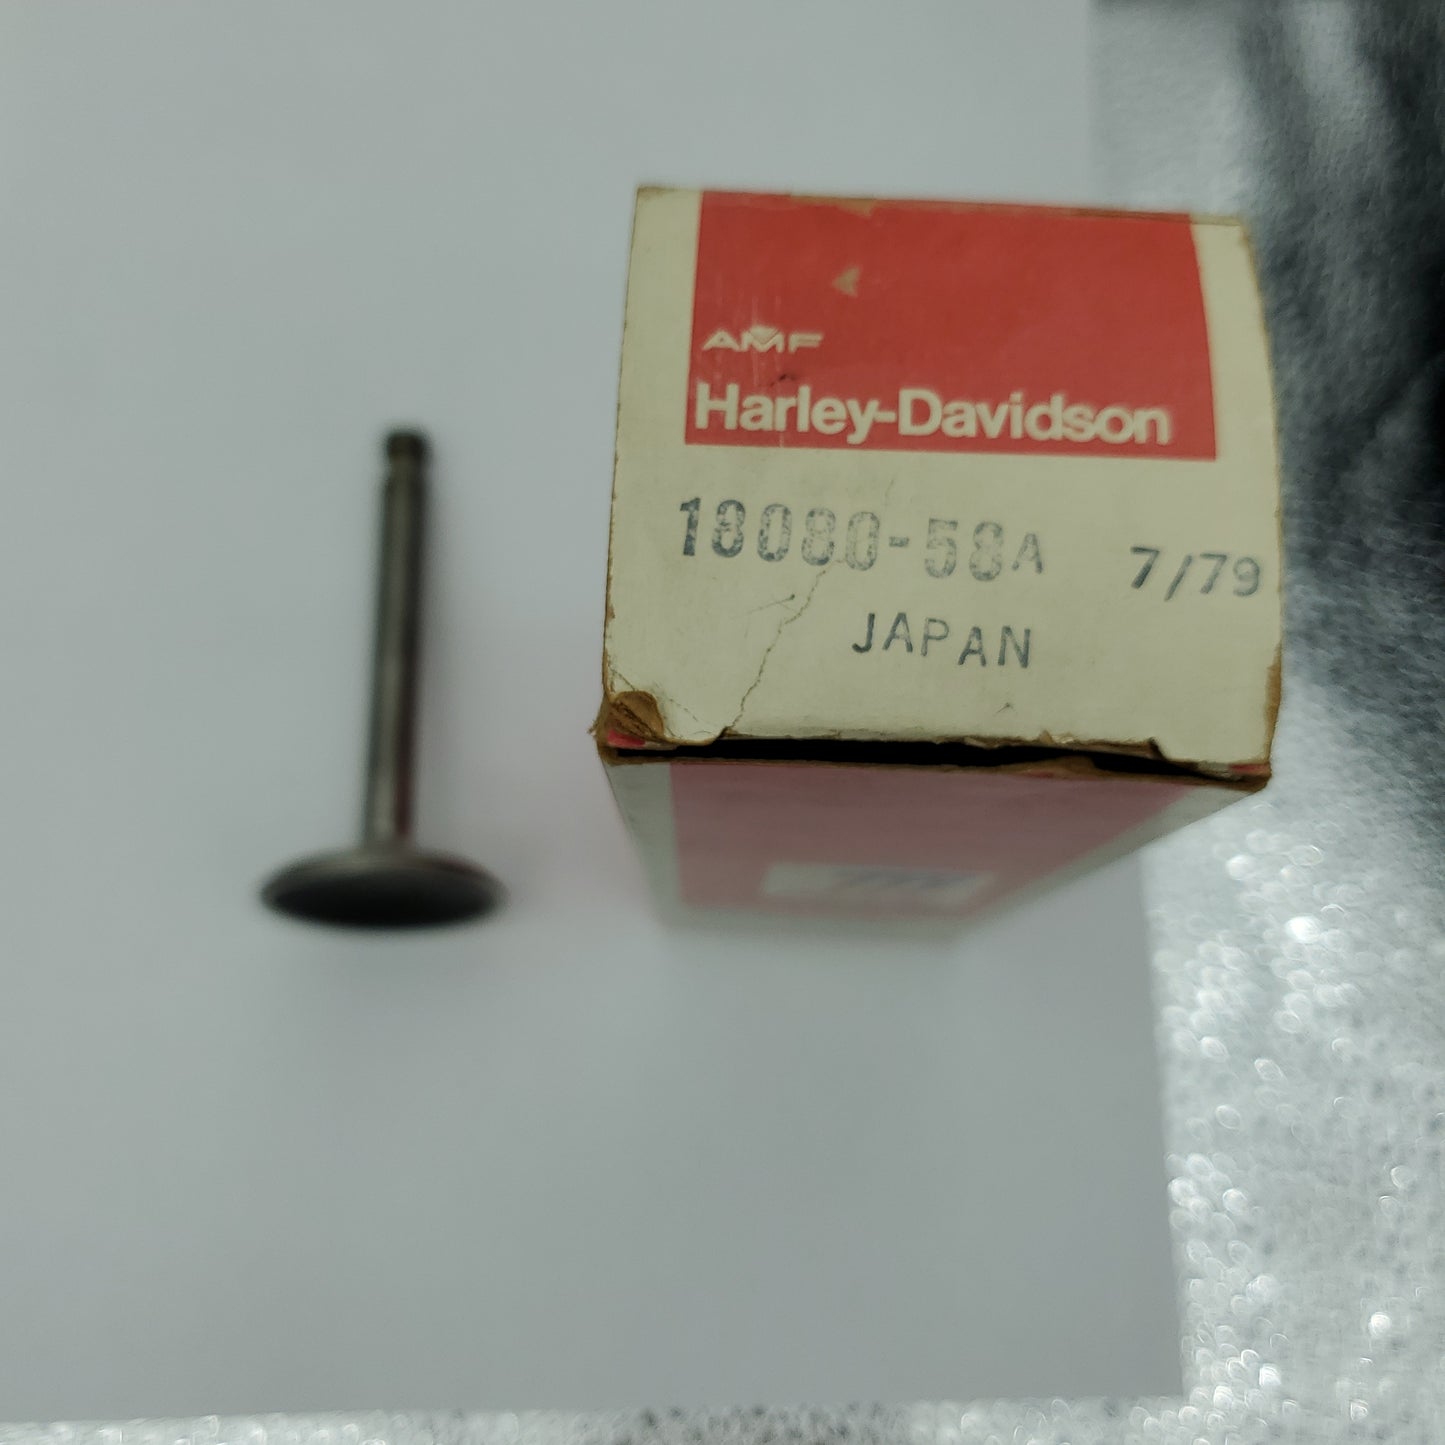 AMF
Harley-Davidson
18080-58A 7/79
JAPAN